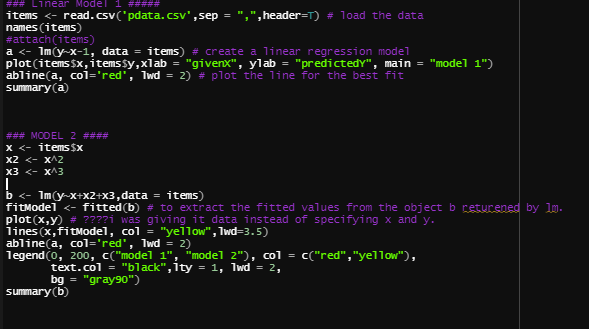 ### Linear Model 1 #####
items <- read.csv('pdata.csv',sep = ",",header=T) # load the data
names(items)
#attach(items)
a <- lm(y~x-1, data = items) # create a linear regression model
plot(items$x,items$y,xlab = "givenX", ylab = "predictedY", main = "model 1")
abline(a, col='red', lwd = 2) # plot the line for the best fit
summary(a)
### MODEL 2 ####
x <- items$x
x2 <- x^2
x3 <- x^3
b <- lm(y~x+x2+x3,data = items)
fitModel <- fitted(b) # to extract the fitted values from the object b returened by lm.
plot(x,y) # ????i was giving it data instead of specifying x and y.
lines(x,fitModel, col = "yellow",lwd=3.5)
abline(a, col='red', lwd = 2)
legend(0, 200, c("model 1", "model 2"), col = c("red","yellow"),
text.col = "black",lty = 1, lwd = 2,
bg = "gray90")
summary(b)